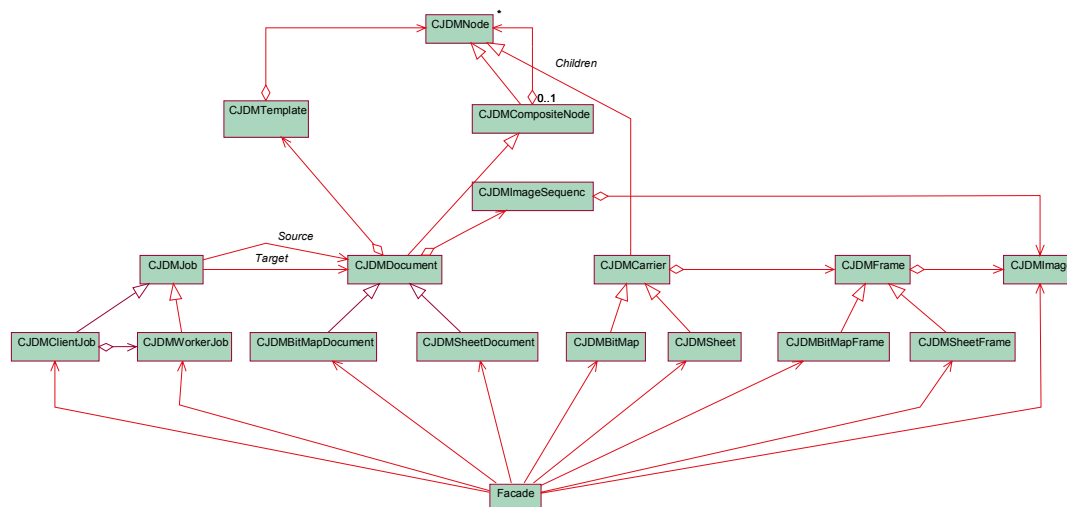 *
CJDMNode
Children
0..1
CJDMTemplate
CJDMCompositeNode
CJDMImageSequenc
Source
Target
CJDMJob
CJDMDocument
CJDMCarrier
CJDMFrame
CJDMImage
CJDMClientJob
CJDMWorkerJob
CJDMBitMapDocument
CJDMSheetDocument
CJDMBitMap
CJDMSheet
CJDMBitMapFrame
CJDMSheetFrame
Facade